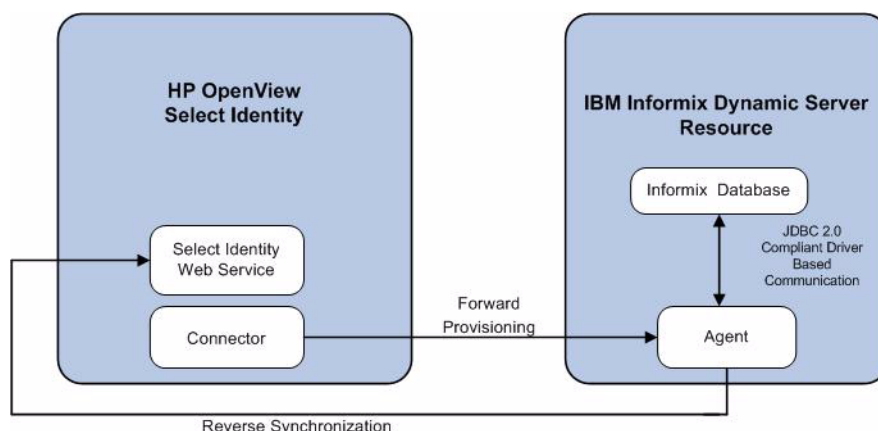 HP OpenView
Select Identity
IBM Informix Dynamic Server
Resource
Informix Database
JDBC 2.0
Compliant Driver
Based
Communication
Select Identity
Web Service
Connector
Forward
Provisioning
Agent
Reverse Synchronization